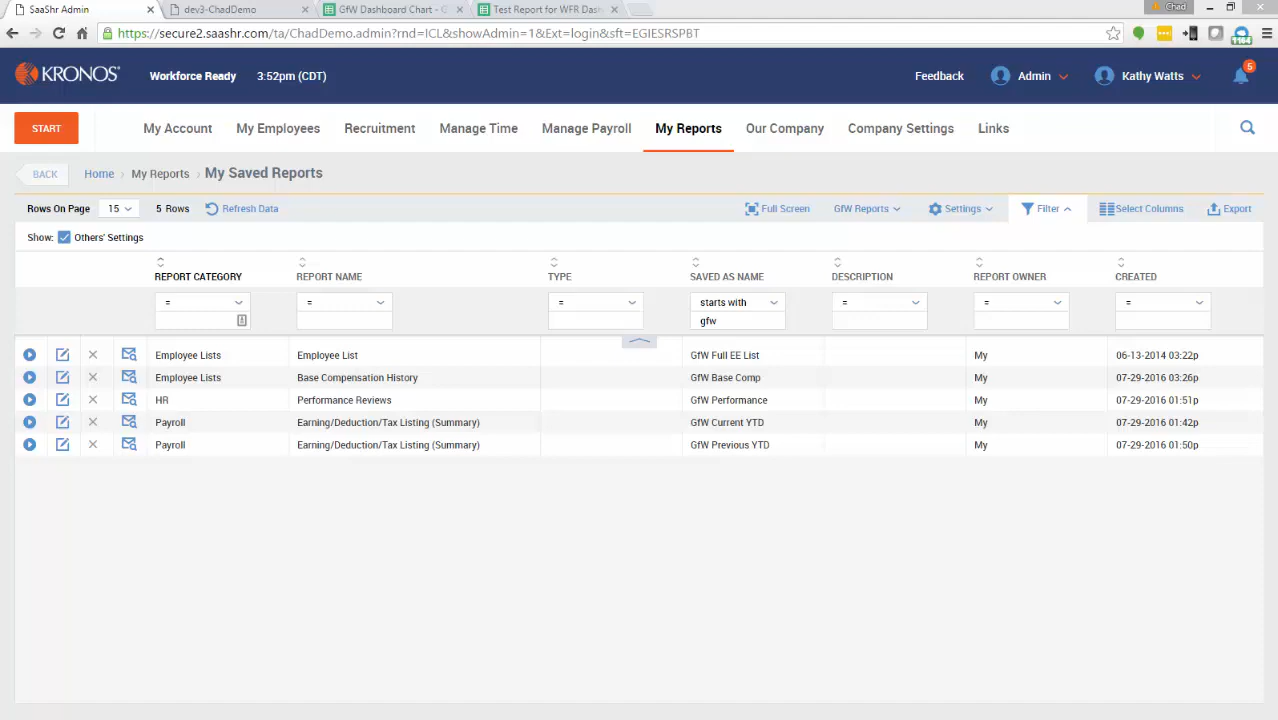 SaaShr Admin
dev3-ChadDemo
GfW Dashboard Chart - G
Test Report for WFR Das
Chad
https://secure2.saashr.com/ta/ChadDemo.admin?rnd=ICL&showAdmin=1&Ext=login&sft=EGIESRSPBT
1184
KRONOS
Workforce Ready
3:52pm (CDT)
Feedback
Admin
Kathy Watts
5
START
My Account
My Employees
Recruitment
Manage Time
Manage Payroll
My Reports
Our Company
Company Settings
Links
BACK
Home
My Reports
My Saved Reports
Rows On Page 15
5 Rows
Refresh Data
Full Screen
GfW Reports
Settings
Filter
Select Columns
Export
Show: Others' Settings
REPORT CATEGORY REPORT NAME TYPE SAVED AS NAME DESCRIPTION REPORT OWNER CREATED
= = = starts with = = =
gfw
Employee Lists Employee List GfW Full EE List My 06-13-2014 03:22p
Employee Lists Base Compensation History GfW Base Comp My 07-29-2016 03:26p
HR Performance Reviews GfW Performance My 07-29-2016 01:51p
Payroll Earning/Deduction/Tax Listing (Summary) GfW Current YTD My 07-29-2016 01:42p
Payroll Earning/Deduction/Tax Listing (Summary) GfW Previous YTD My 07-29-2016 01:50p